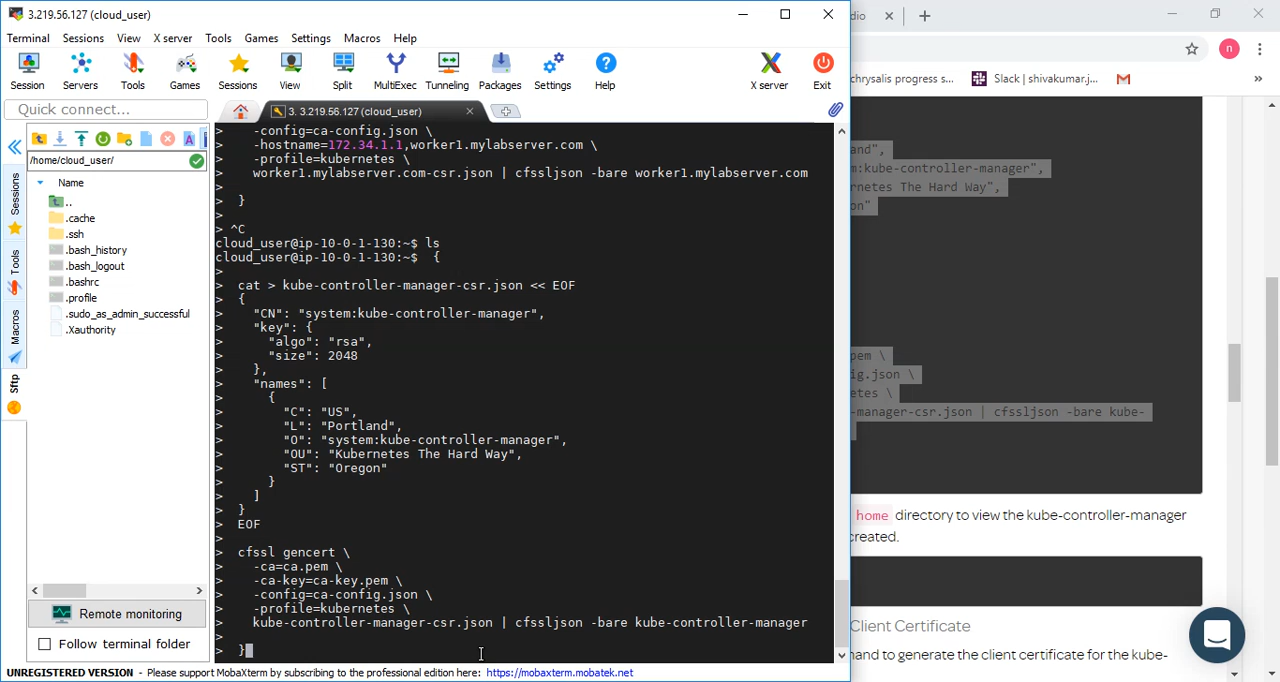 3.219.56.127 (cloud_user)
Terminal Sessions View X server Tools Games Settings Macros Help
Session Servers Tools Games Sessions View Split MultiExec Tunneling Packages Settings Help X server Exit
Quick connect...
3. 3.219.56.127 (cloud_user)
/home/cloud_user/
Name
..
.cache
.ssh
.bash_history
.bash_logout
.bashrc
.profile
.sudo_as_admin_successful
.Xauthority
Sessions
Tools
Macros
Sftp
Remote monitoring
Follow terminal folder
> -config=ca-config.json \
> -hostname=172.34.1.1,worker1.mylabserver.com \
> -profile=kubernetes \
> worker1.mylabserver.com-csr.json | cfssljson -bare worker1.mylabserver.com
>
> }
>
> ^C
cloud_user@ip-10-0-1-130:~$ ls
cloud_user@ip-10-0-1-130:~$ {
>
> cat > kube-controller-manager-csr.json << EOF
> {
> "CN": "system:kube-controller-manager",
> "key": {
> "algo": "rsa",
> "size": 2048
> },
> "names": [
> {
> "C": "US",
> "L": "Portland",
> "O": "system:kube-controller-manager",
> "OU": "Kubernetes The Hard Way",
> "ST": "Oregon"
> }
> ]
> }
> EOF
>
> cfssl gencert \
> -ca=ca.pem \
> -ca-key=ca-key.pem \
> -config=ca-config.json \
> -profile=kubernetes \
> kube-controller-manager-csr.json | cfssljson -bare kube-controller-manager
>
> }
UNREGISTERED VERSION - Please support MobaXterm by subscribing to the professional edition here: https://mobaxterm.mobatek.net
dio
n
chrysalis progress s...
Slack | shivakumar.j...
»
and",
m:kube-controller-manager",
netes The Hard Way",
on"
pem \
ig.json \
etes \
-manager-csr.json | cfssljson -bare kube-
home directory to view the kube-controller-manager
created.
Client Certificate
mand to generate the client certificate for the kube-